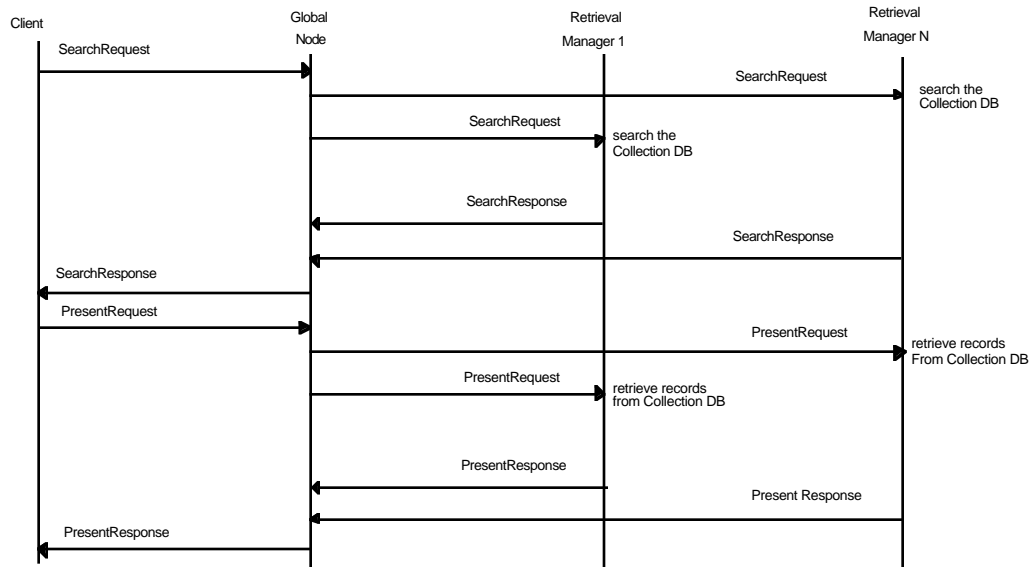 Client
Global
Node
Retrieval
Manager 1
Retrieval
Manager N
SearchRequest
SearchRequest
search the
Collection DB
SearchRequest
search the
Collection DB
SearchResponse
SearchResponse
SearchResponse
PresentRequest
PresentRequest
retrieve records
From Collection DB
PresentRequest
retrieve records
from Collection DB
PresentResponse
Present Response
PresentResponse